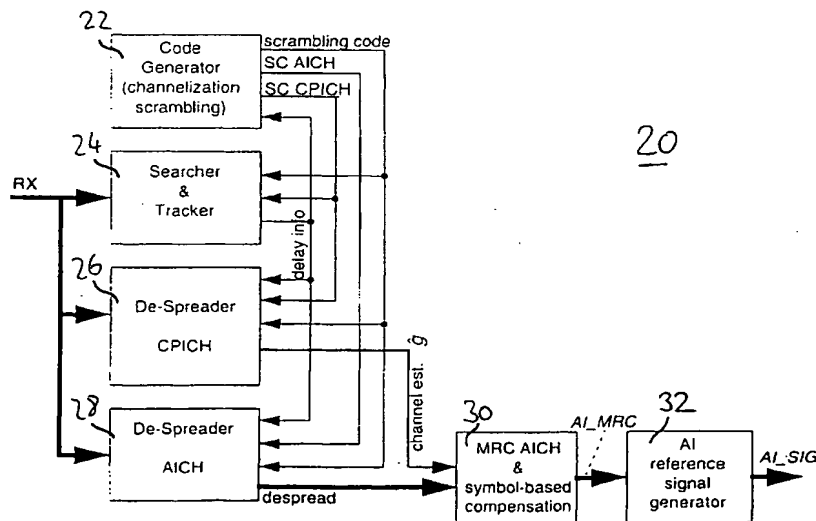 22
Code
Generator
(channelization
scrambling)
scrambling code
SC AICH
SC CPICH
20
24
RX
Searcher
&
Tracker
delay info
26
De-Spreader
CPICH
channel est. ĝ
28
De-Spreader
AICH
despread
30
MRC AICH
&
symbol-based
compensation
AI_MRC
32
AI
reference
signal
generator
AI_SIG